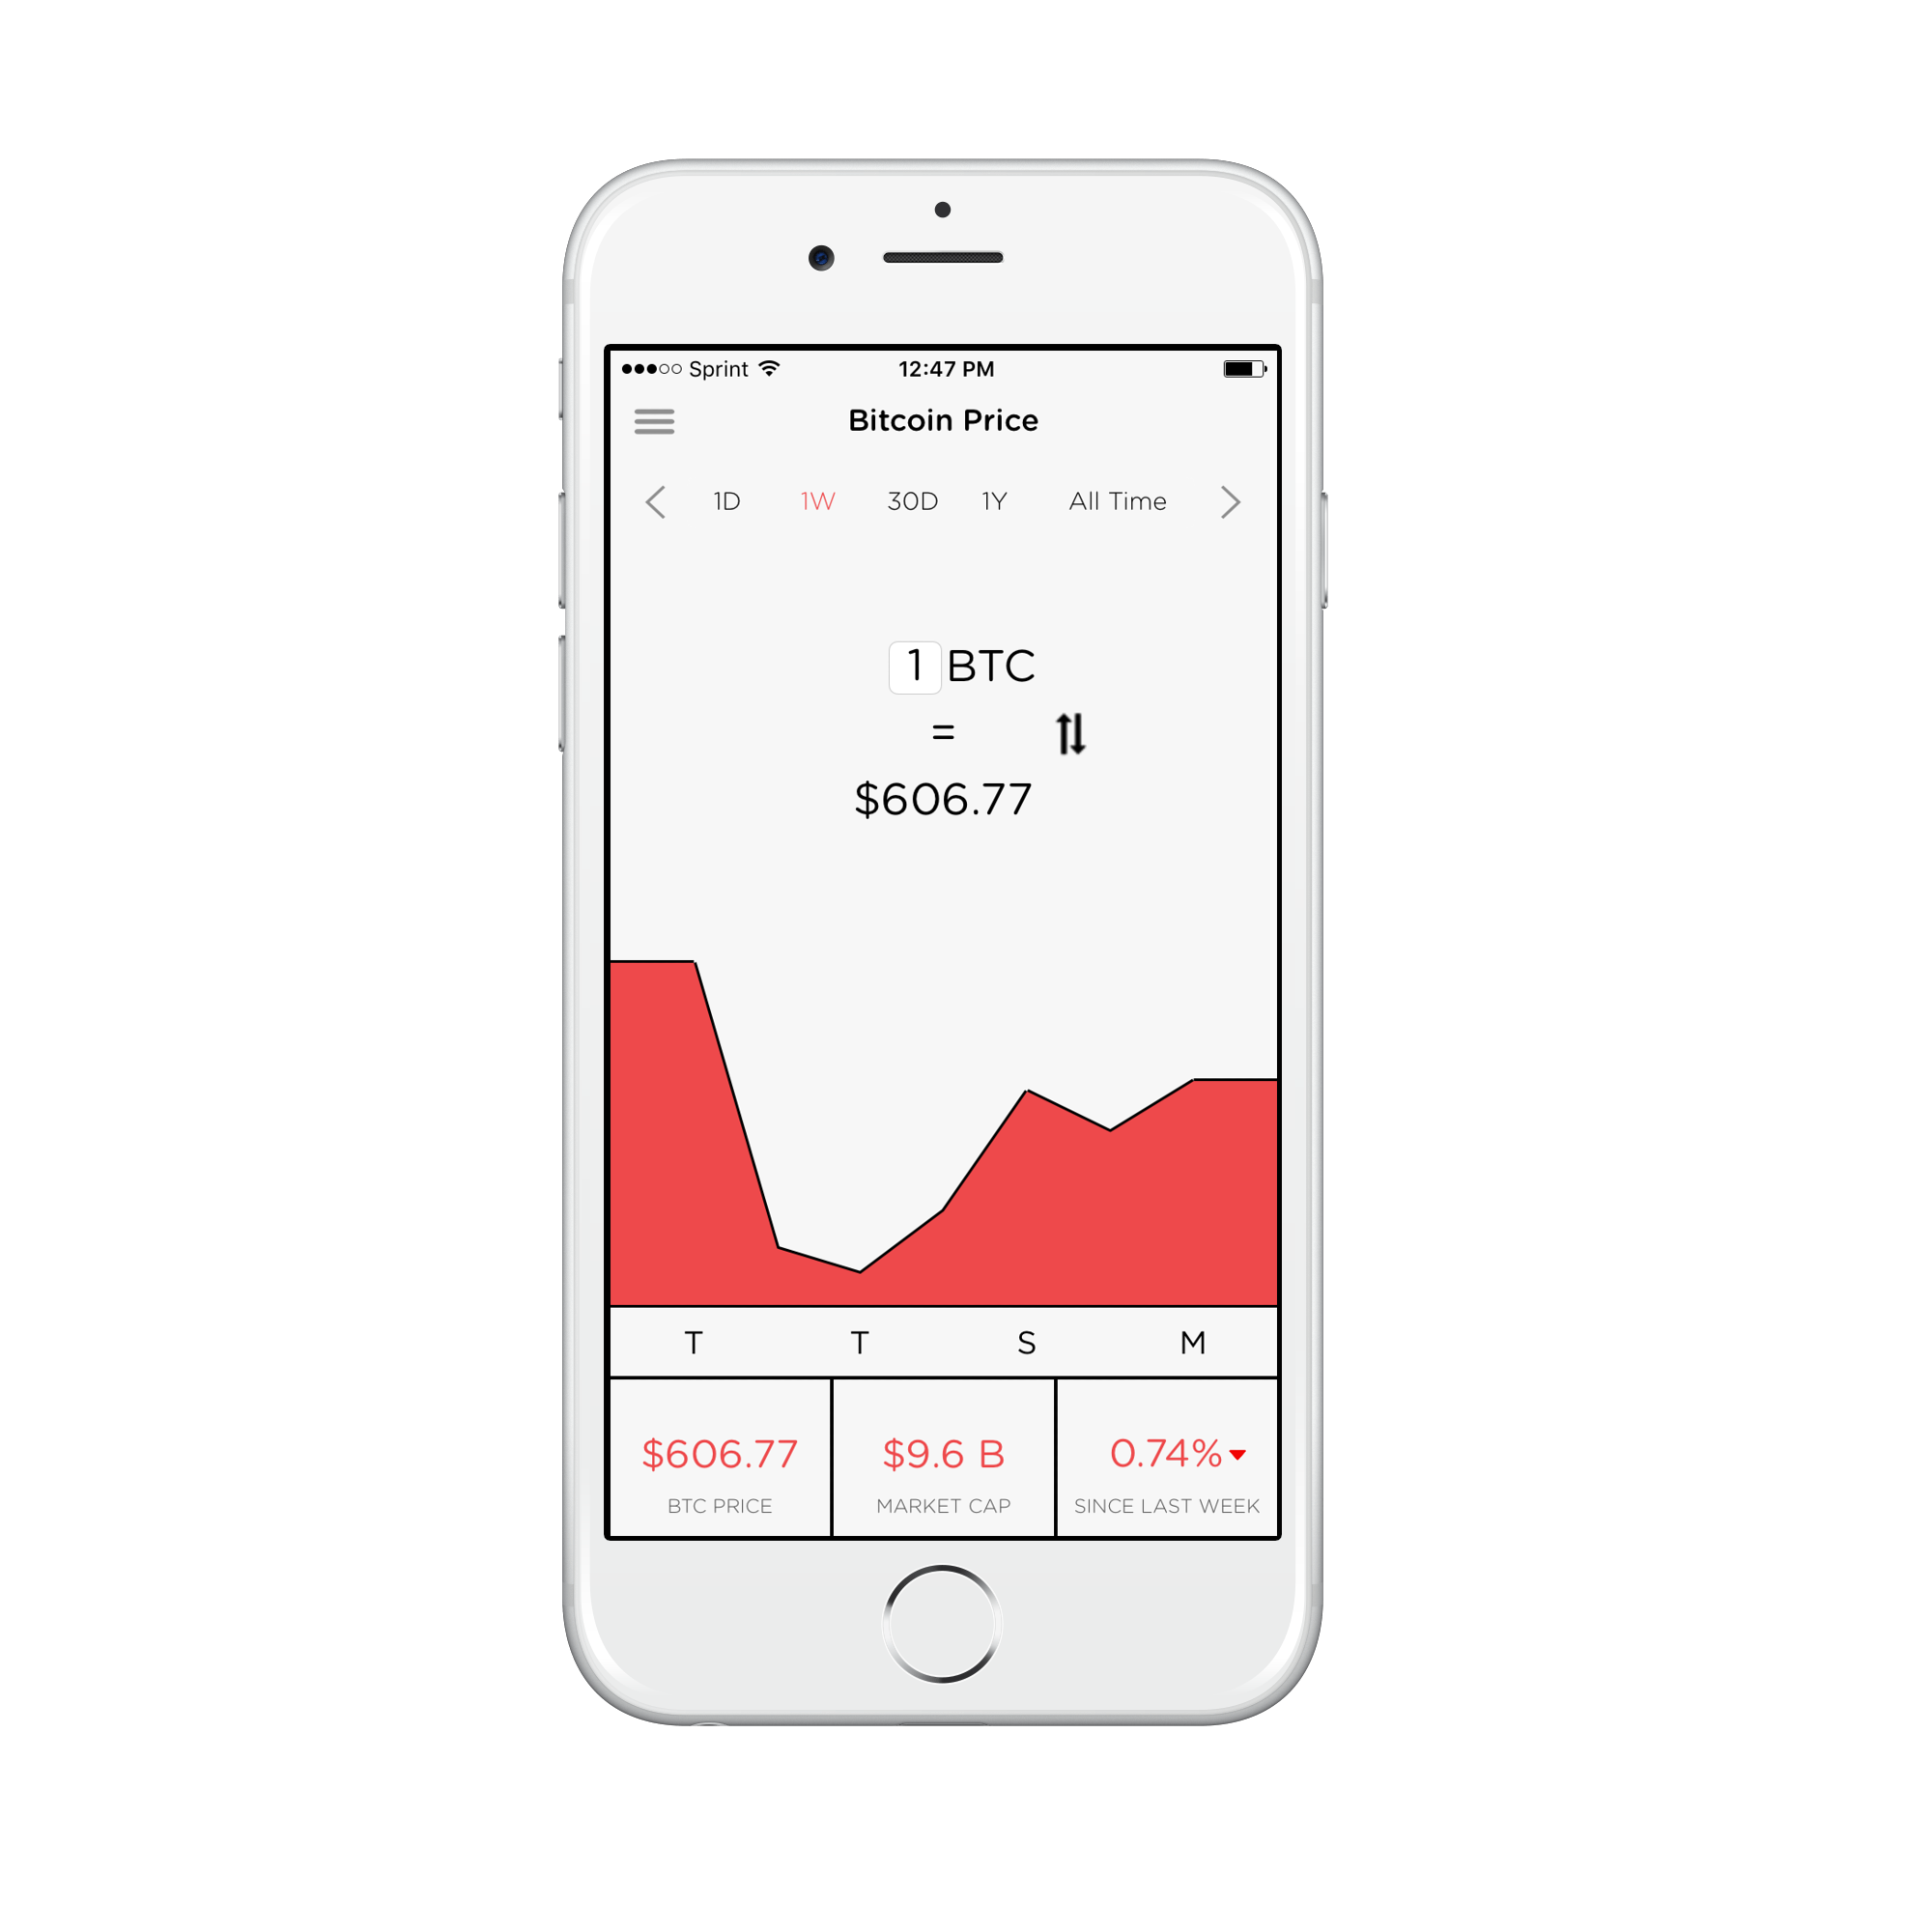 Sprint 12:47 PM
Bitcoin Price
1D 1W 30D 1Y All Time
1 BTC
=
$606.77
T T S M
$606.77 $9.6 B 0.74%
BTC PRICE MARKET CAP SINCE LAST WEEK